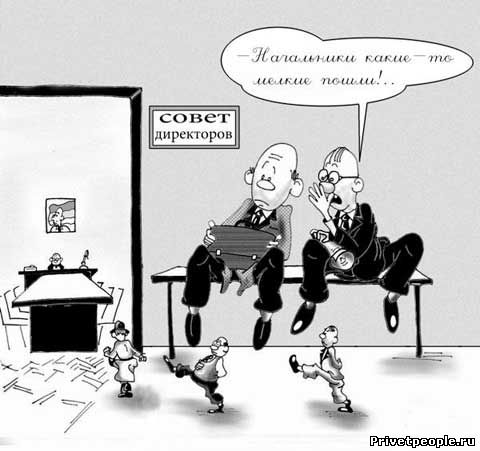 –Начальники какие–то
мелкие пошли!..
СОВЕТ
директоров
Privetpeople.ru